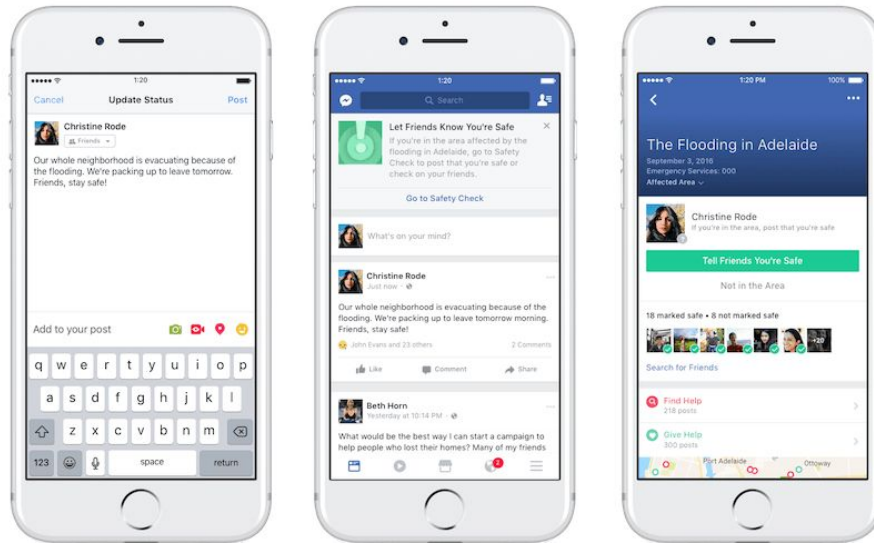 1:20
Cancel
Update Status
Post
Christine Rode
Friends
Our whole neighborhood is evacuating because of
the flooding. We're packing up to leave tomorrow.
Friends, stay safe!
Add to your post
q w e r t y u i o p
a s d f g h j k l
z x c v b n m
123
space
return
1:20
Search
Let Friends Know You're Safe
If you're in the area affected by the
flooding in Adelaide, go to Safety
Check to post that you're safe or
check on your friends.
Go to Safety Check
What's on your mind?
Christine Rode
Just now
Our whole neighborhood is evacuating because of the
flooding. We're packing up to leave tomorrow morning.
Friends, stay safe!
John Evans and 23 others
2 Comments
Like
Comment
Share
Beth Horn
Yesterday at 10:14 PM
What would be the best way I can start a campaign to
help people who lost their homes? Many of my friends
2
1:20 PM
100%
The Flooding in Adelaide
September 3, 2016
Emergency Services: 000
Affected Area
Christine Rode
If you're in the area, post that you're safe
Tell Friends You're Safe
Not in the Area
18 marked safe • 8 not marked safe
+20
Search for Friends
Find Help
218 posts
Give Help
300 posts
Port Adelaide
Ottoway